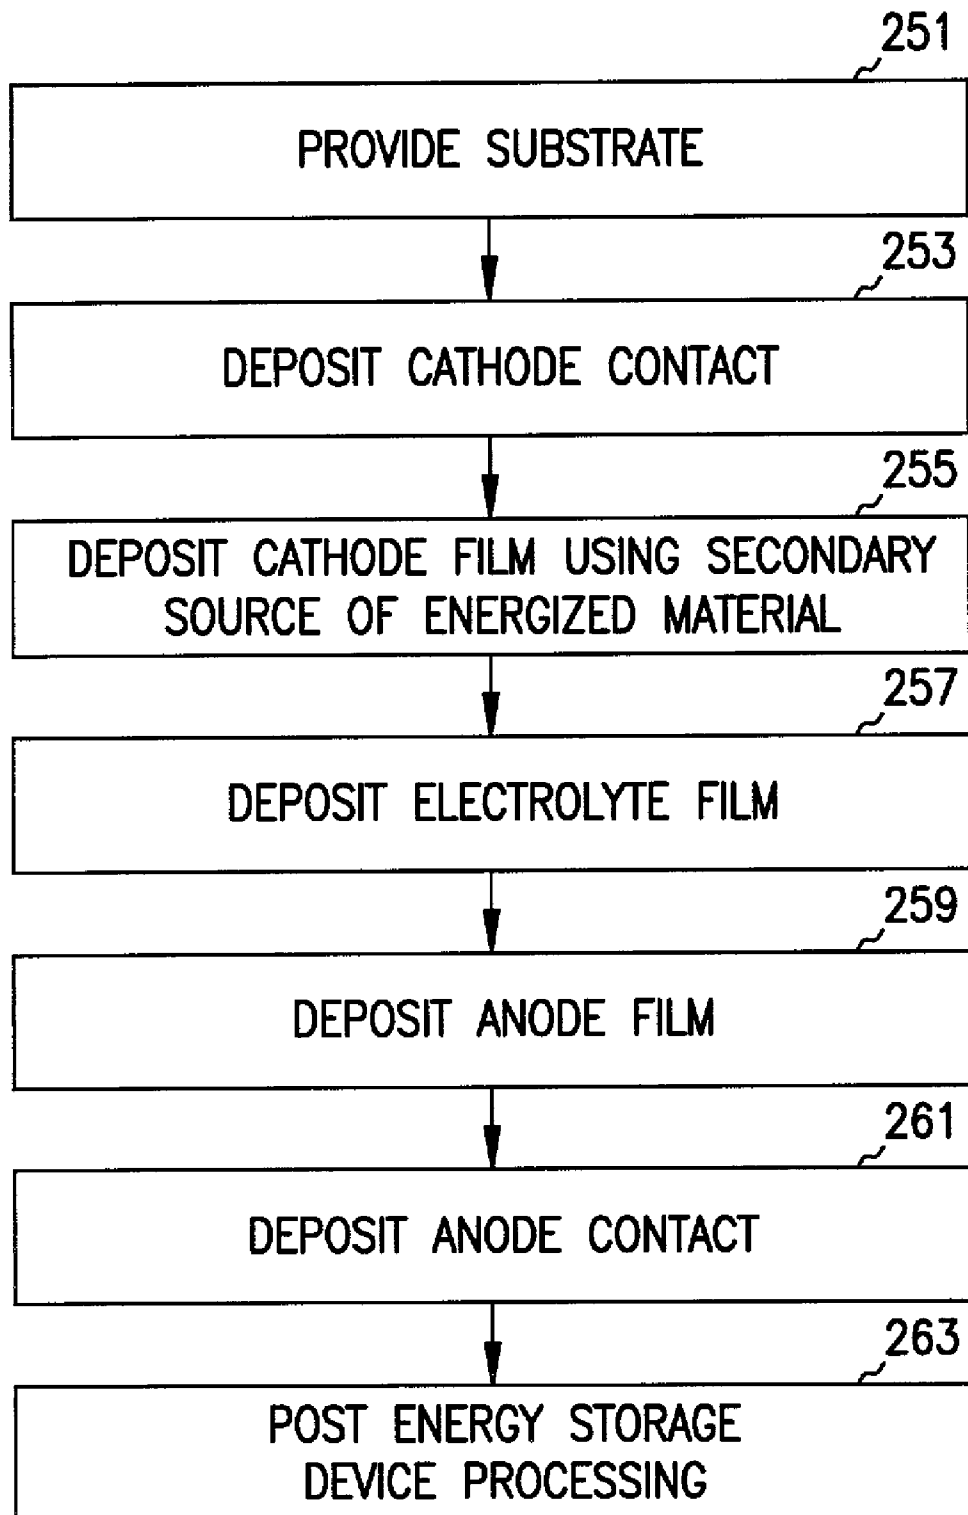 251
PROVIDE SUBSTRATE
253
DEPOSIT CATHODE CONTACT
255
DEPOSIT CATHODE FILM USING SECONDARY
SOURCE OF ENERGIZED MATERIAL
257
DEPOSIT ELECTROLYTE FILM
259
DEPOSIT ANODE FILM
261
DEPOSIT ANODE CONTACT
263
POST ENERGY STORAGE
DEVICE PROCESSING